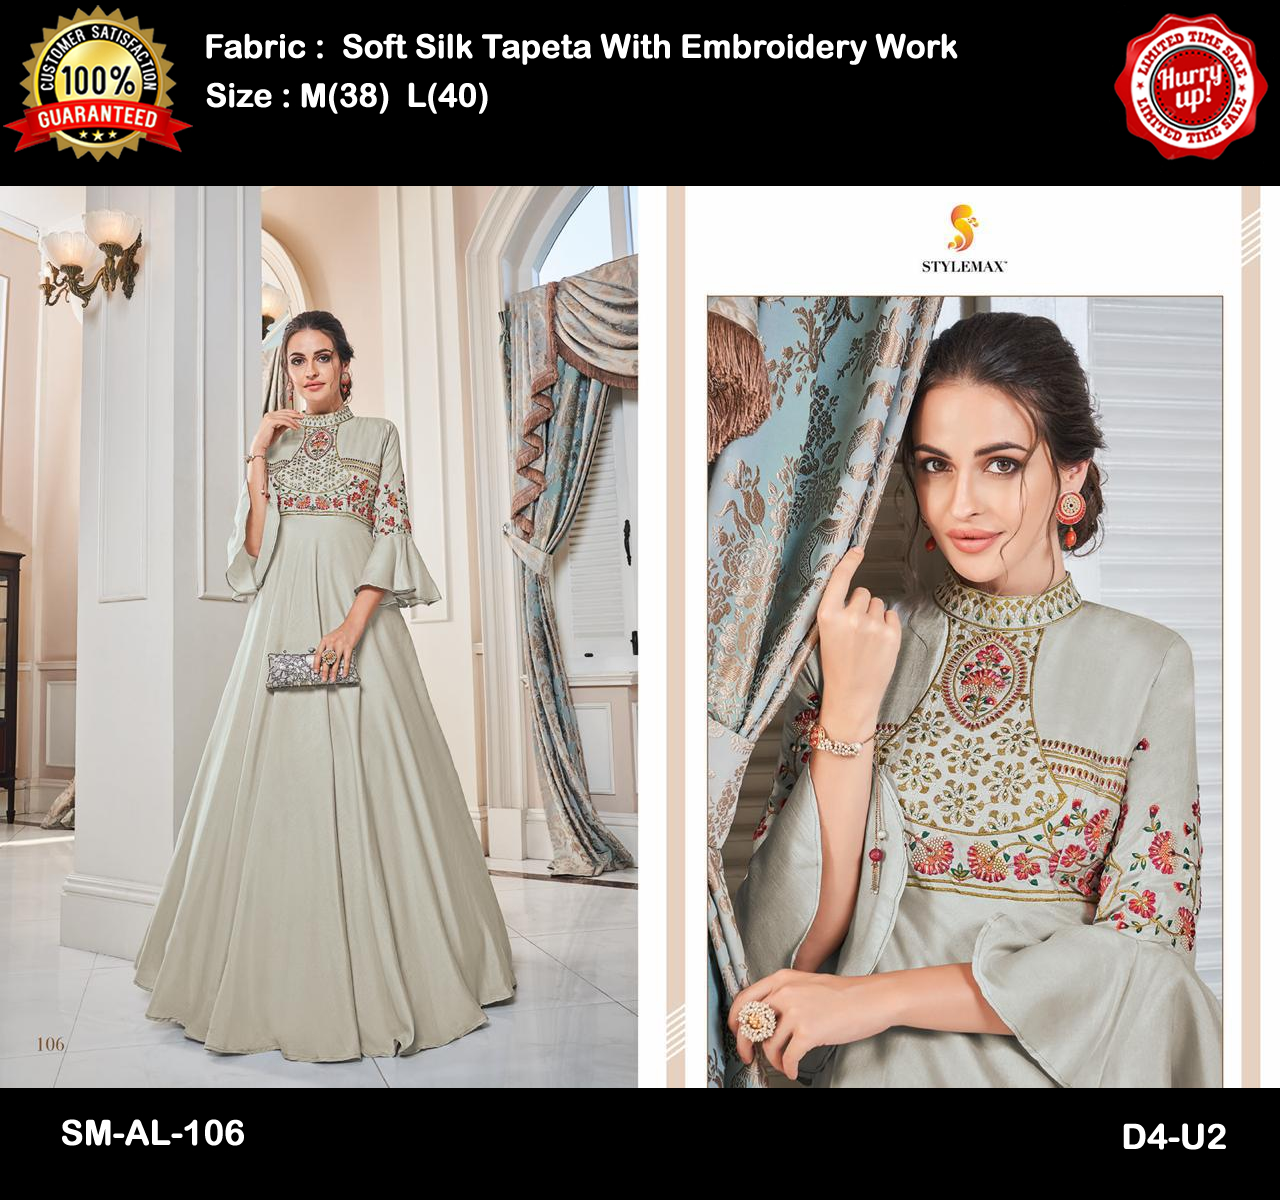 CUSTOMER SATISFACTION
100%
GUARANTEED
Fabric :  Soft Silk Tapeta With Embroidery Work
Size : M(38)  L(40)
LIMITED TIME SALE
Hurry
up!
LIMITED TIME SALE
STYLEMAX™
106
SM-AL-106
D4-U2